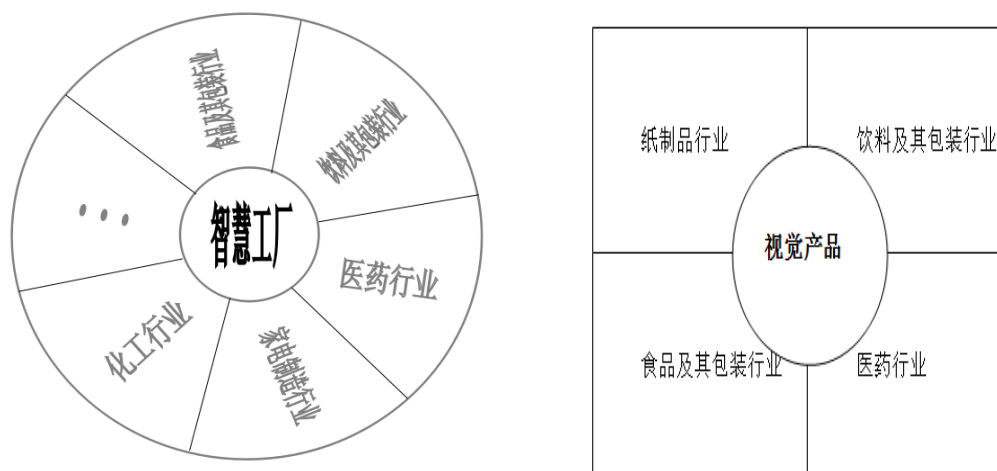 食品及其包装行业
饮料及其包装行业
• • •
智慧工厂
医药行业
化工行业
家电制造行业
纸制品行业
饮料及其包装行业
视觉产品
食品及其包装行业
医药行业